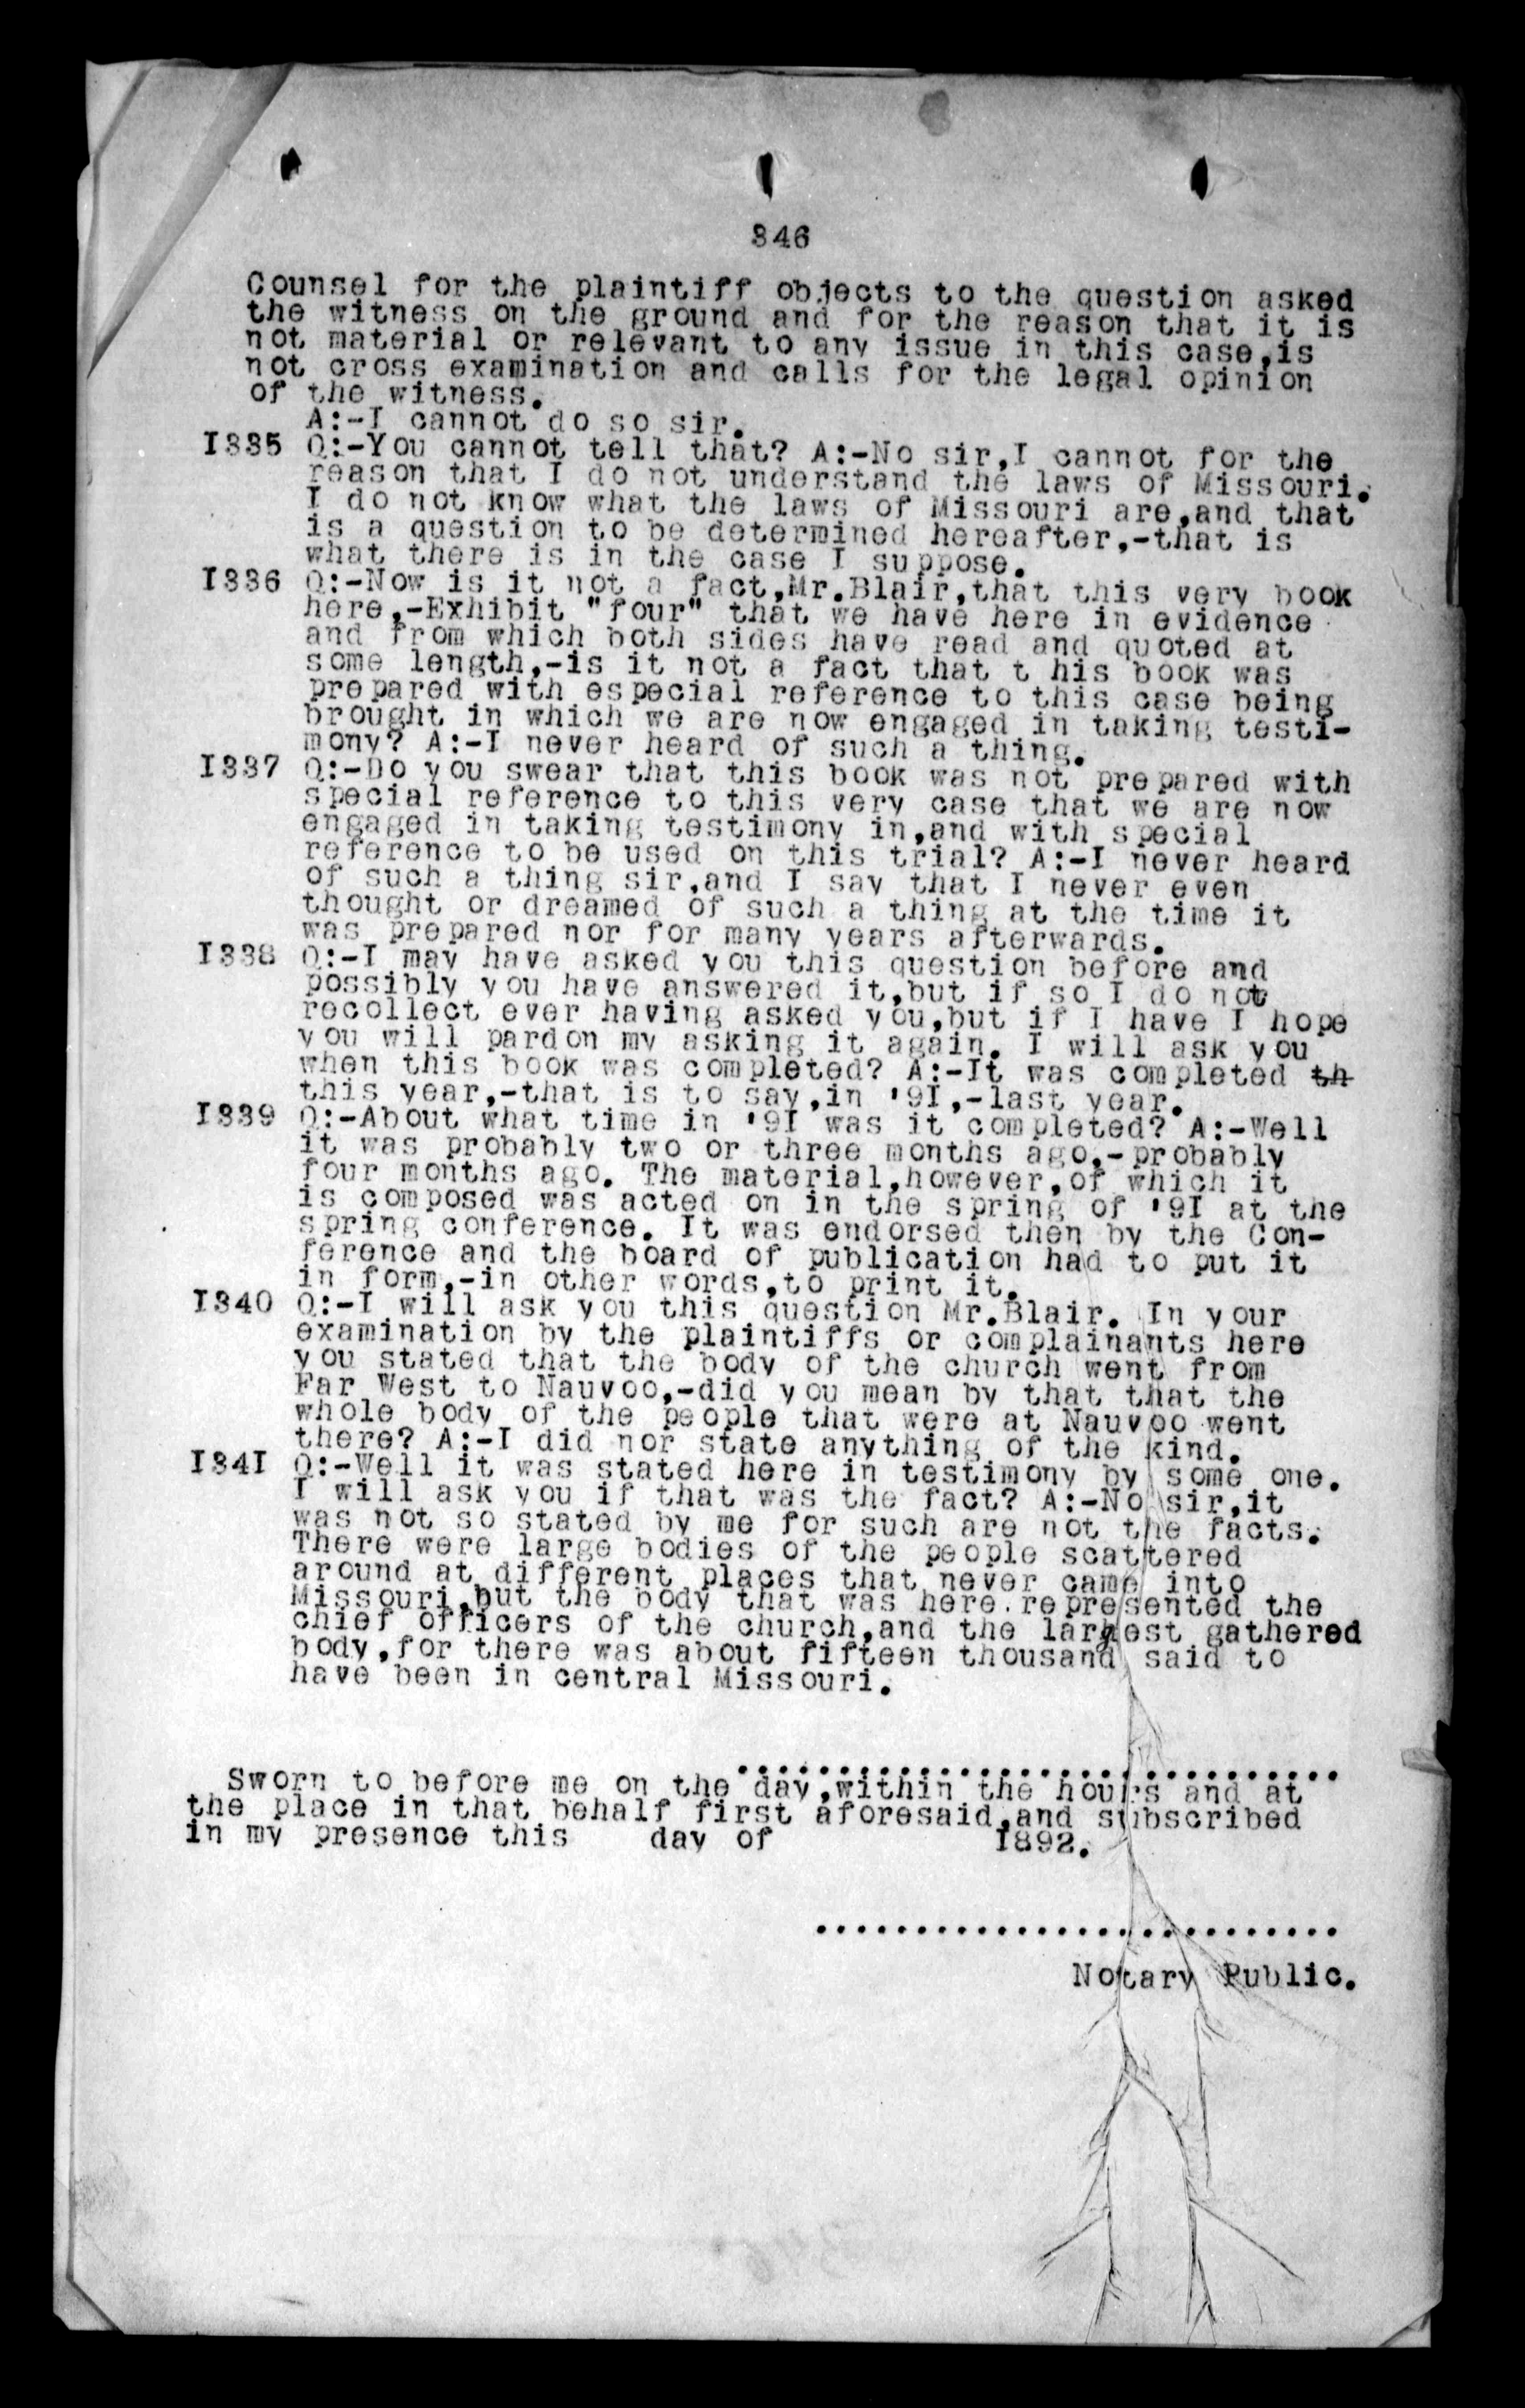 346
Counsel for the plaintiff objects to the question asked
the witness on the ground and for the reason that it is
not material or relevant to any issue in this case,is
not cross examination and calls for the legal opinion
of the witness.
A:-I cannot do so sir.
I335 Q:-You cannot tell that? A:-No sir,I cannot for the
reason that I do not understand the laws of Missouri.
I do not know what the laws of Missouri are,and that
is a question to be determined hereafter,-that is
what there is in the case I suppose.
I336 Q:-Now is it not a fact,Mr.Blair,that this very book
here,-Exhibit "four" that we have here in evidence
and from which both sides have read and quoted at
some length,-is it not a fact that t his book was
prepared with especial reference to this case being
brought in which we are now engaged in taking testi-
mony? A:-I never heard of such a thing.
I337 Q:-Do you swear that this book was not prepared with
special reference to this very case that we are now
engaged in taking testimony in,and with special
reference to be used on this trial? A:-I never heard
of such a thing sir,and I say that I never even
thought or dreamed of such a thing at the time it
was prepared nor for many years afterwards.
I338 Q:-I may have asked you this question before and
possibly you have answered it,but if so I do not
recollect ever having asked you,but if I have I hope
you will pardon my asking it again. I will ask you
when this book was completed? A:-It was completed th
this year,-that is to say,in '9I,-last year.
I339 Q:-About what time in '9I was it completed? A:-Well
it was probably two or three months ago,-probably
four months ago. The material,however,of which it
is composed was acted on in the spring of '9I at the
spring conference. It was endorsed then by the Con-
ference and the board of publication had to put it
in form,-in other words,to print it.
I340 Q:-I will ask you this question Mr.Blair. In your
examination by the plaintiffs or complainants here
you stated that the body of the church went from
Far West to Nauvoo,-did you mean by that that the
whole body of the people that were at Nauvoo went
there? A:-I did nor state anything of the kind.
I34I Q:-Well it was stated here in testimony by some one.
I will ask you if that was the fact? A:-No sir,it
was not so stated by me for such are not the facts.
There were large bodies of the people scattered
around at different places that never came into
Missouri,but the body that was here represented the
chief officers of the church,and the largest gathered
body,for there was about fifteen thousand said to
have been in central Missouri.
..............................
Sworn to before me on the day,within the hours and at
the place in that behalf first aforesaid,and subscribed
in my presence this day of I892.
..........................
Notary Public.